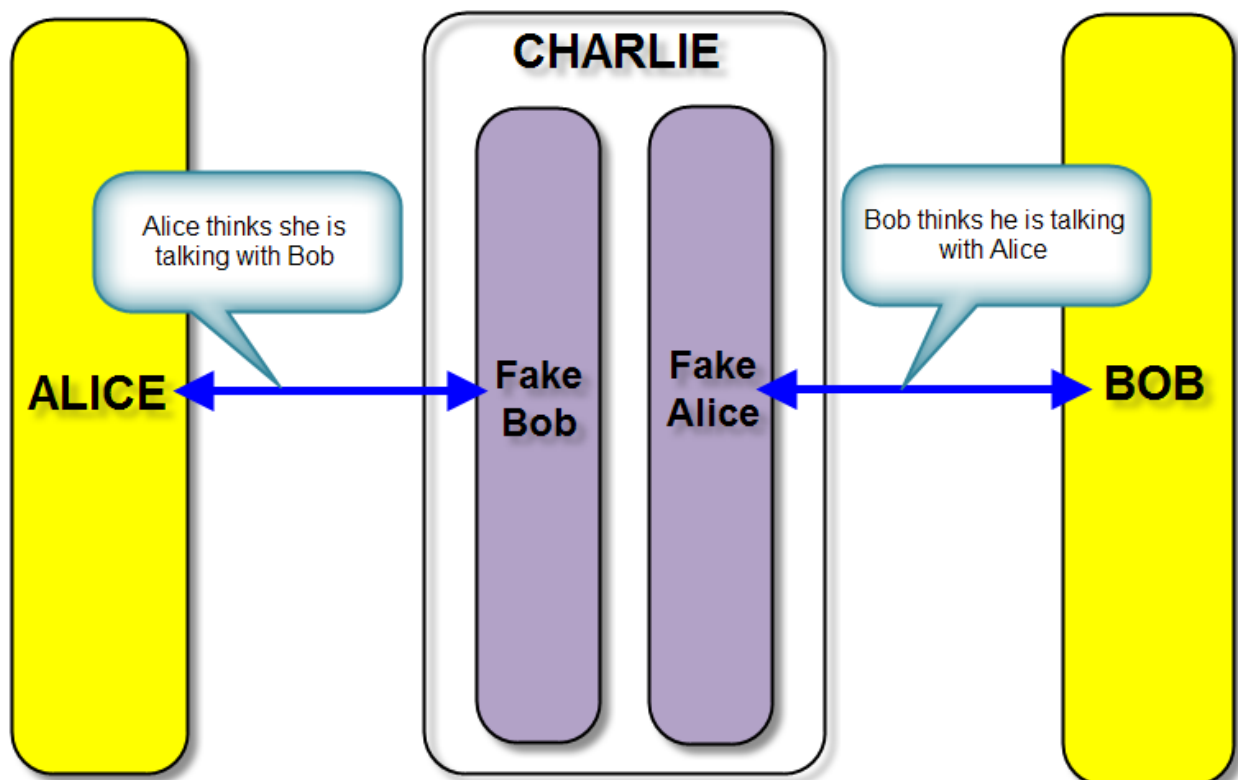 CHARLIE
Alice thinks she is
talking with Bob
Bob thinks he is talking
with Alice
ALICE
Fake
Bob
Fake
Alice
BOB